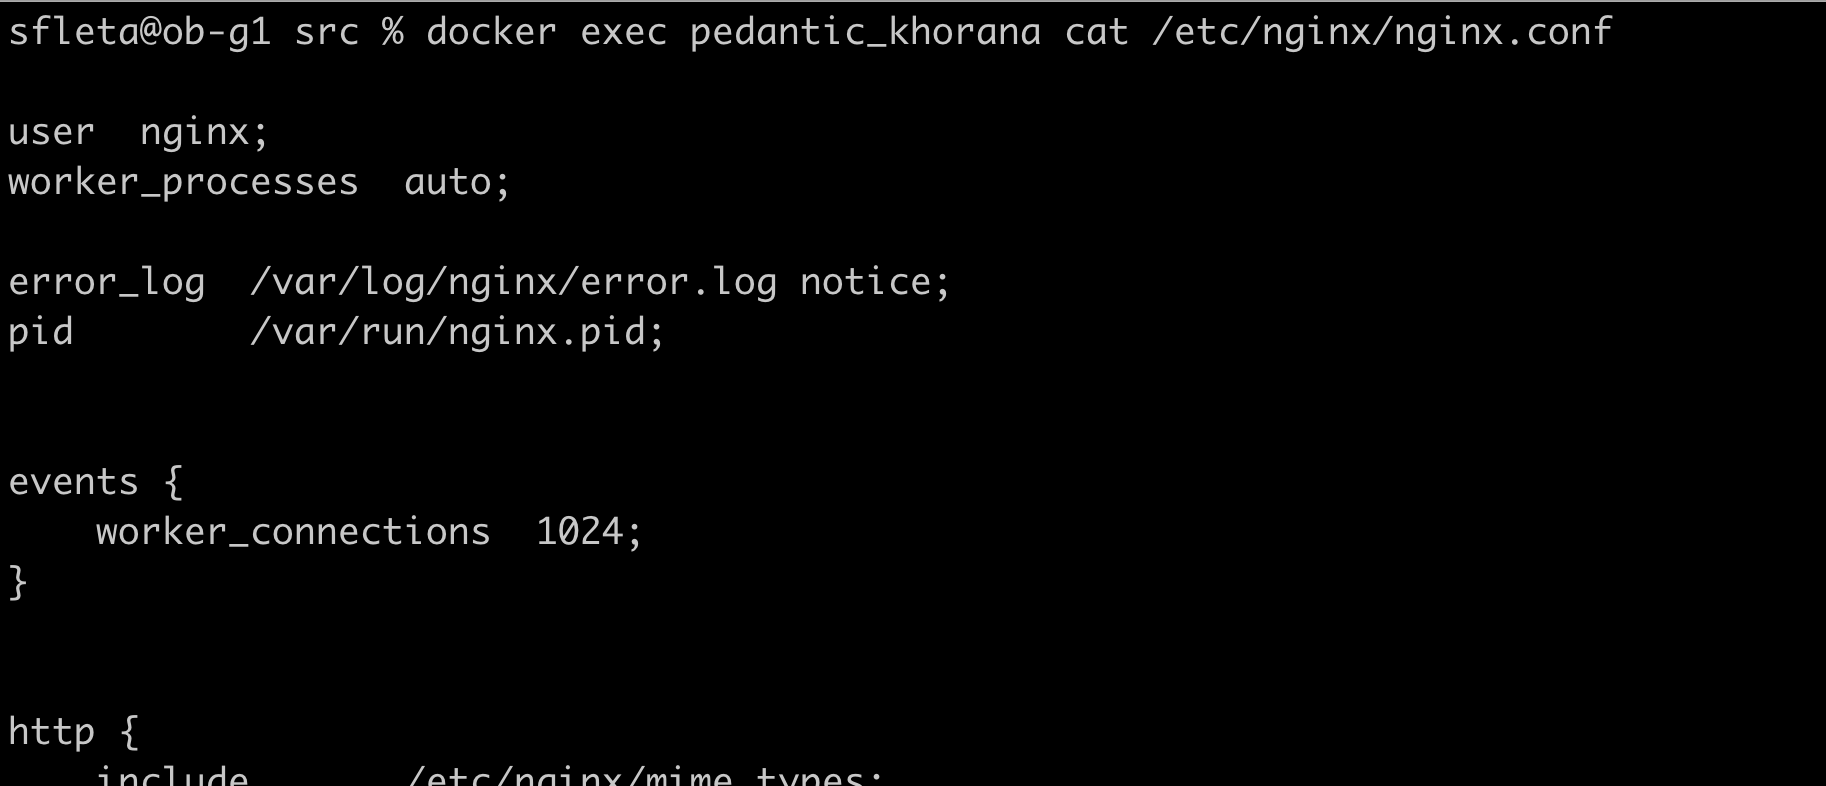 sfleta@ob-g1 src % docker exec pedantic_khorana cat /etc/nginx/nginx.conf
user  nginx;
worker_processes  auto;
error_log  /var/log/nginx/error.log notice;
pid        /var/run/nginx.pid;
events {
    worker_connections  1024;
}
http {
    include       /etc/nginx/mime.types;